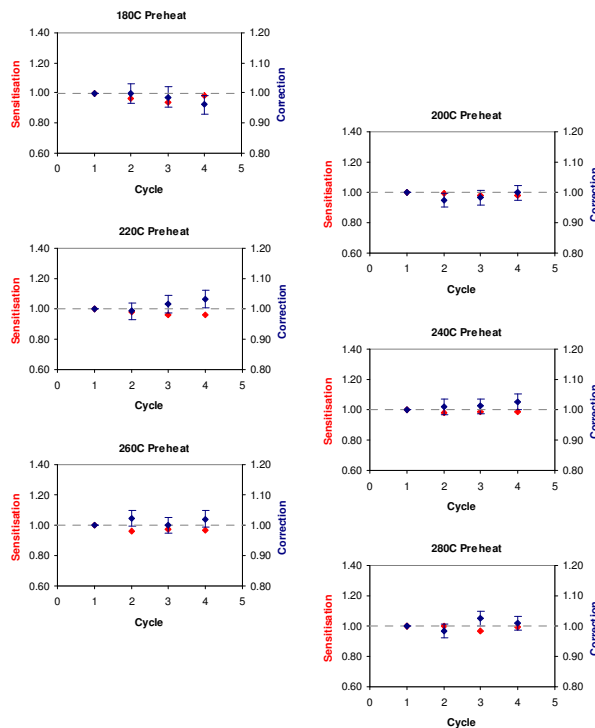 180C Preheat
1.40 1.20
1.20 1.10
1.00 1.00
0.80 0.90
0.60 0.80
0 1 2 3 4 5
Cycle
Sensitisation
Correction
200C Preheat
1.40 1.20
1.20 1.10
1.00 1.00
0.80 0.90
0.60 0.80
0 1 2 3 4 5
Cycle
Sensitisation
Correction
220C Preheat
1.40 1.20
1.20 1.10
1.00 1.00
0.80 0.90
0.60 0.80
0 1 2 3 4 5
Cycle
Sensitisation
Correction
240C Preheat
1.40 1.20
1.20 1.10
1.00 1.00
0.80 0.90
0.60 0.80
0 1 2 3 4 5
Cycle
Sensitisation
Correction
260C Preheat
1.40 1.20
1.20 1.10
1.00 1.00
0.80 0.90
0.60 0.80
0 1 2 3 4 5
Cycle
Sensitisation
Correction
280C Preheat
1.40 1.20
1.20 1.10
1.00 1.00
0.80 0.90
0.60 0.80
0 1 2 3 4 5
Cycle
Sensitisation
Correction